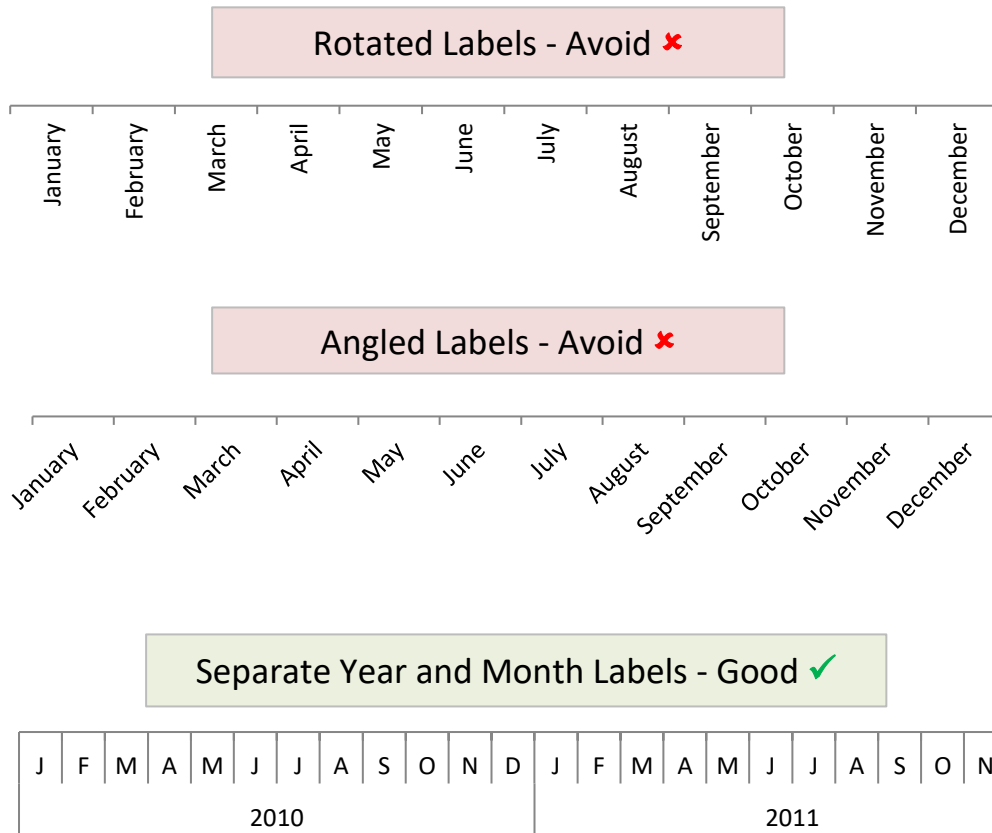 Rotated Labels - Avoid ✘
January February March April May June July August September October November December
Angled Labels - Avoid ✘
January February March April May June July August September October November December
Separate Year and Month Labels - Good ✓
J F M A M J J A S O N D J F M A M J J A S O N
2010 2011